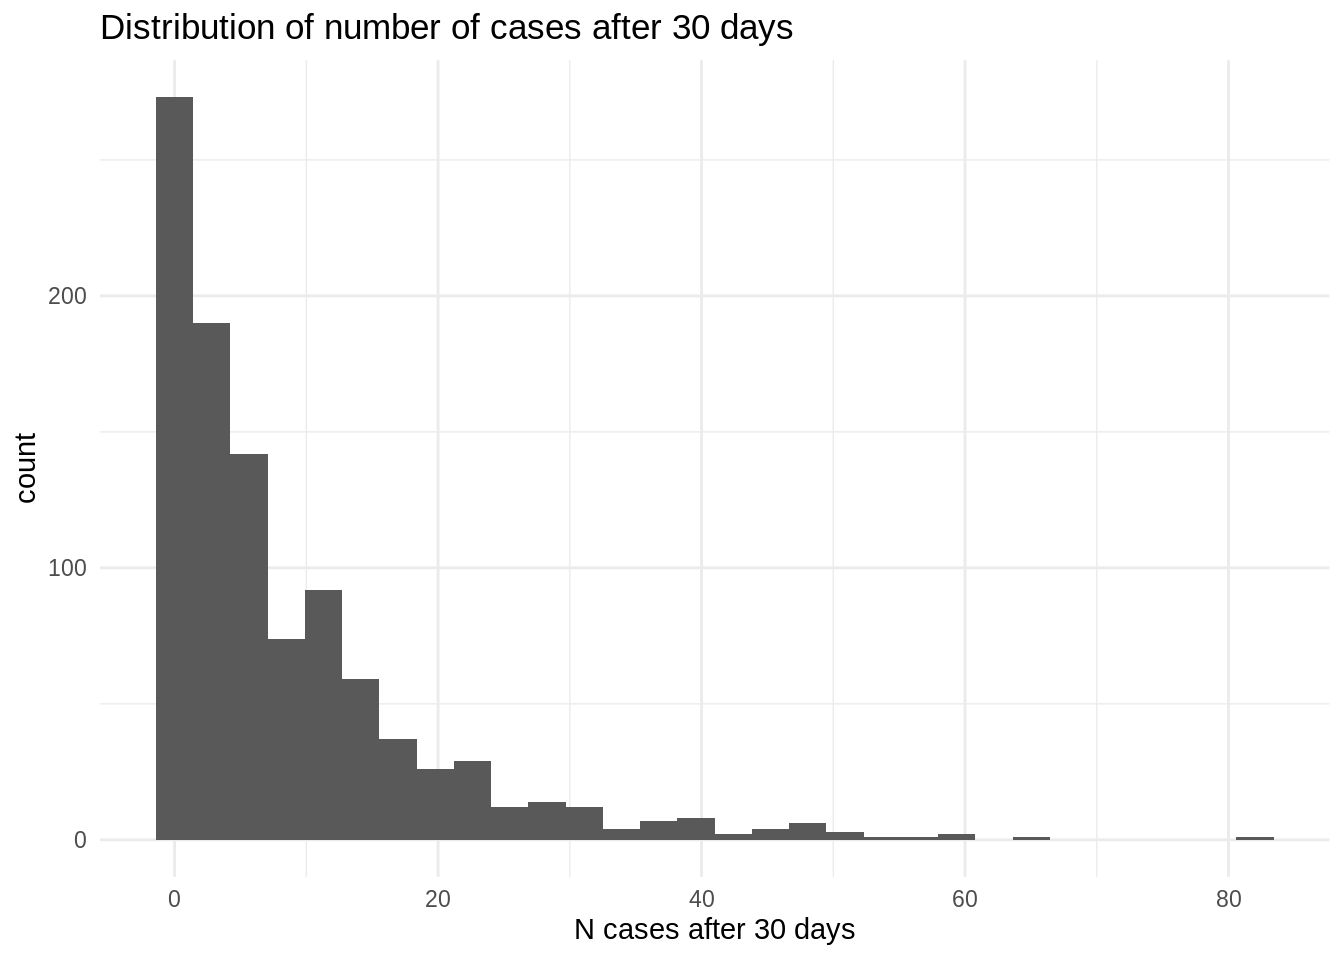 Distribution of number of cases after 30 days
200
100
0
count
0 20 40 60 80
N cases after 30 days